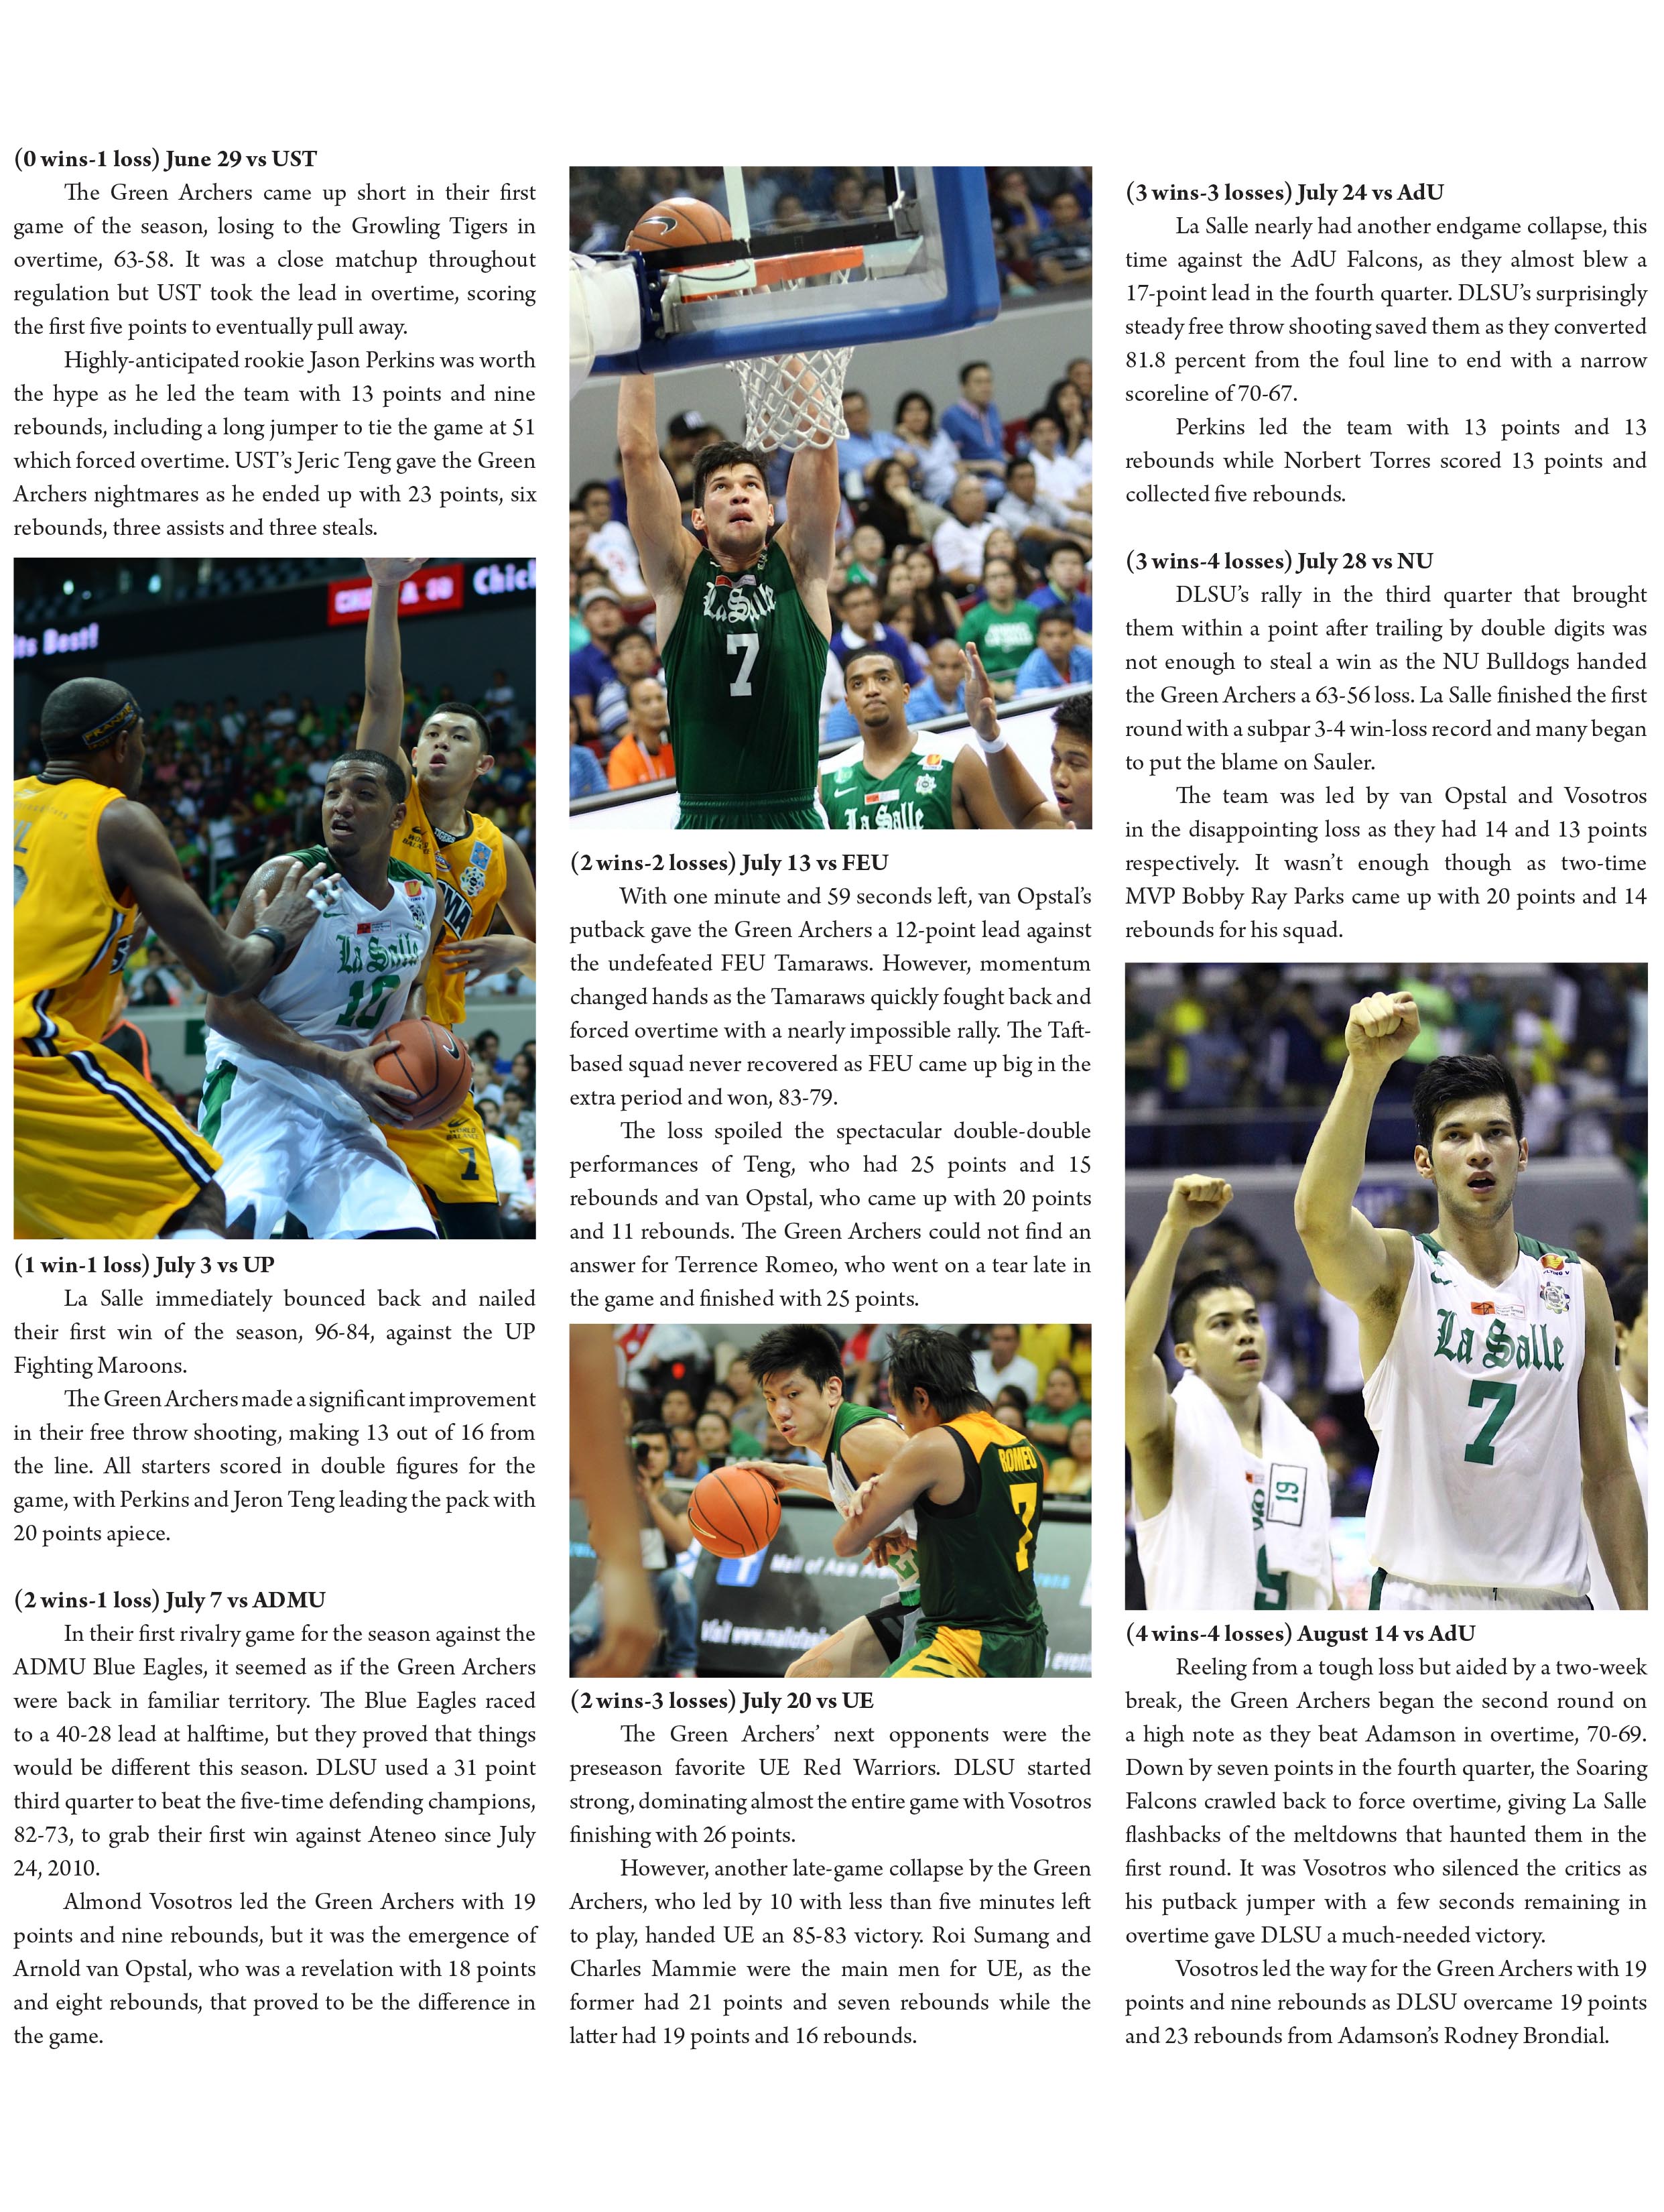 (0 wins-1 loss) June 29 vs UST
The Green Archers came up short in their first
game of the season, losing to the Growling Tigers in
overtime, 63-58. It was a close matchup throughout
regulation but UST took the lead in overtime, scoring
the first five points to eventually pull away.
Highly-anticipated rookie Jason Perkins was worth
the hype as he led the team with 13 points and nine
rebounds, including a long jumper to tie the game at 51
which forced overtime. UST's Jeric Teng gave the Green
Archers nightmares as he ended up with 23 points, six
rebounds, three assists and three steals.
its Best!
La Salle
10
7
(1 win-1 loss) July 3 vs UP
La Salle immediately bounced back and nailed
their first win of the season, 96-84, against the UP
Fighting Maroons.
The Green Archers made a significant improvement
in their free throw shooting, making 13 out of 16 from
the line. All starters scored in double figures for the
game, with Perkins and Jeron Teng leading the pack with
20 points apiece.
(2 wins-1 loss) July 7 vs ADMU
In their first rivalry game for the season against the
ADMU Blue Eagles, it seemed as if the Green Archers
were back in familiar territory. The Blue Eagles raced
to a 40-28 lead at halftime, but they proved that things
would be different this season. DLSU used a 31 point
third quarter to beat the five-time defending champions,
82-73, to grab their first win against Ateneo since July
24, 2010.
Almond Vosotros led the Green Archers with 19
points and nine rebounds, but it was the emergence of
Arnold van Opstal, who was a revelation with 18 points
and eight rebounds, that proved to be the difference in
the game.
La Salle
7
La Salle
(2 wins-2 losses) July 13 vs FEU
With one minute and 59 seconds left, van Opstal's
putback gave the Green Archers a 12-point lead against
the undefeated FEU Tamaraws. However, momentum
changed hands as the Tamaraws quickly fought back and
forced overtime with a nearly impossible rally. The Taft-
based squad never recovered as FEU came up big in the
extra period and won, 83-79.
The loss spoiled the spectacular double-double
performances of Teng, who had 25 points and 15
rebounds and van Opstal, who came up with 20 points
and 11 rebounds. The Green Archers could not find an
answer for Terrence Romeo, who went on a tear late in
the game and finished with 25 points.
ROMEO
7
Mall of Asia
(2 wins-3 losses) July 20 vs UE
The Green Archers' next opponents were the
preseason favorite UE Red Warriors. DLSU started
strong, dominating almost the entire game with Vosotros
finishing with 26 points.
However, another late-game collapse by the Green
Archers, who led by 10 with less than five minutes left
to play, handed UE an 85-83 victory. Roi Sumang and
Charles Mammie were the main men for UE, as the
former had 21 points and seven rebounds while the
latter had 19 points and 16 rebounds.
(3 wins-3 losses) July 24 vs AdU
La Salle nearly had another endgame collapse, this
time against the AdU Falcons, as they almost blew a
17-point lead in the fourth quarter. DLSU's surprisingly
steady free throw shooting saved them as they converted
81.8 percent from the foul line to end with a narrow
scoreline of 70-67.
Perkins led the team with 13 points and 13
rebounds while Norbert Torres scored 13 points and
collected five rebounds.
(3 wins-4 losses) July 28 vs NU
DLSU's rally in the third quarter that brought
them within a point after trailing by double digits was
not enough to steal a win as the NU Bulldogs handed
the Green Archers a 63-56 loss. La Salle finished the first
round with a subpar 3-4 win-loss record and many began
to put the blame on Sauler.
The team was led by van Opstal and Vosotros
in the disappointing loss as they had 14 and 13 points
respectively. It wasn't enough though as two-time
MVP Bobby Ray Parks came up with 20 points and 14
rebounds for his squad.
La Salle
7
19
(4 wins-4 losses) August 14 vs AdU
Reeling from a tough loss but aided by a two-week
break, the Green Archers began the second round on
a high note as they beat Adamson in overtime, 70-69.
Down by seven points in the fourth quarter, the Soaring
Falcons crawled back to force overtime, giving La Salle
flashbacks of the meltdowns that haunted them in the
first round. It was Vosotros who silenced the critics as
his putback jumper with a few seconds remaining in
overtime gave DLSU a much-needed victory.
Vosotros led the way for the Green Archers with 19
points and nine rebounds as DLSU overcame 19 points
and 23 rebounds from Adamson's Rodney Brondial.